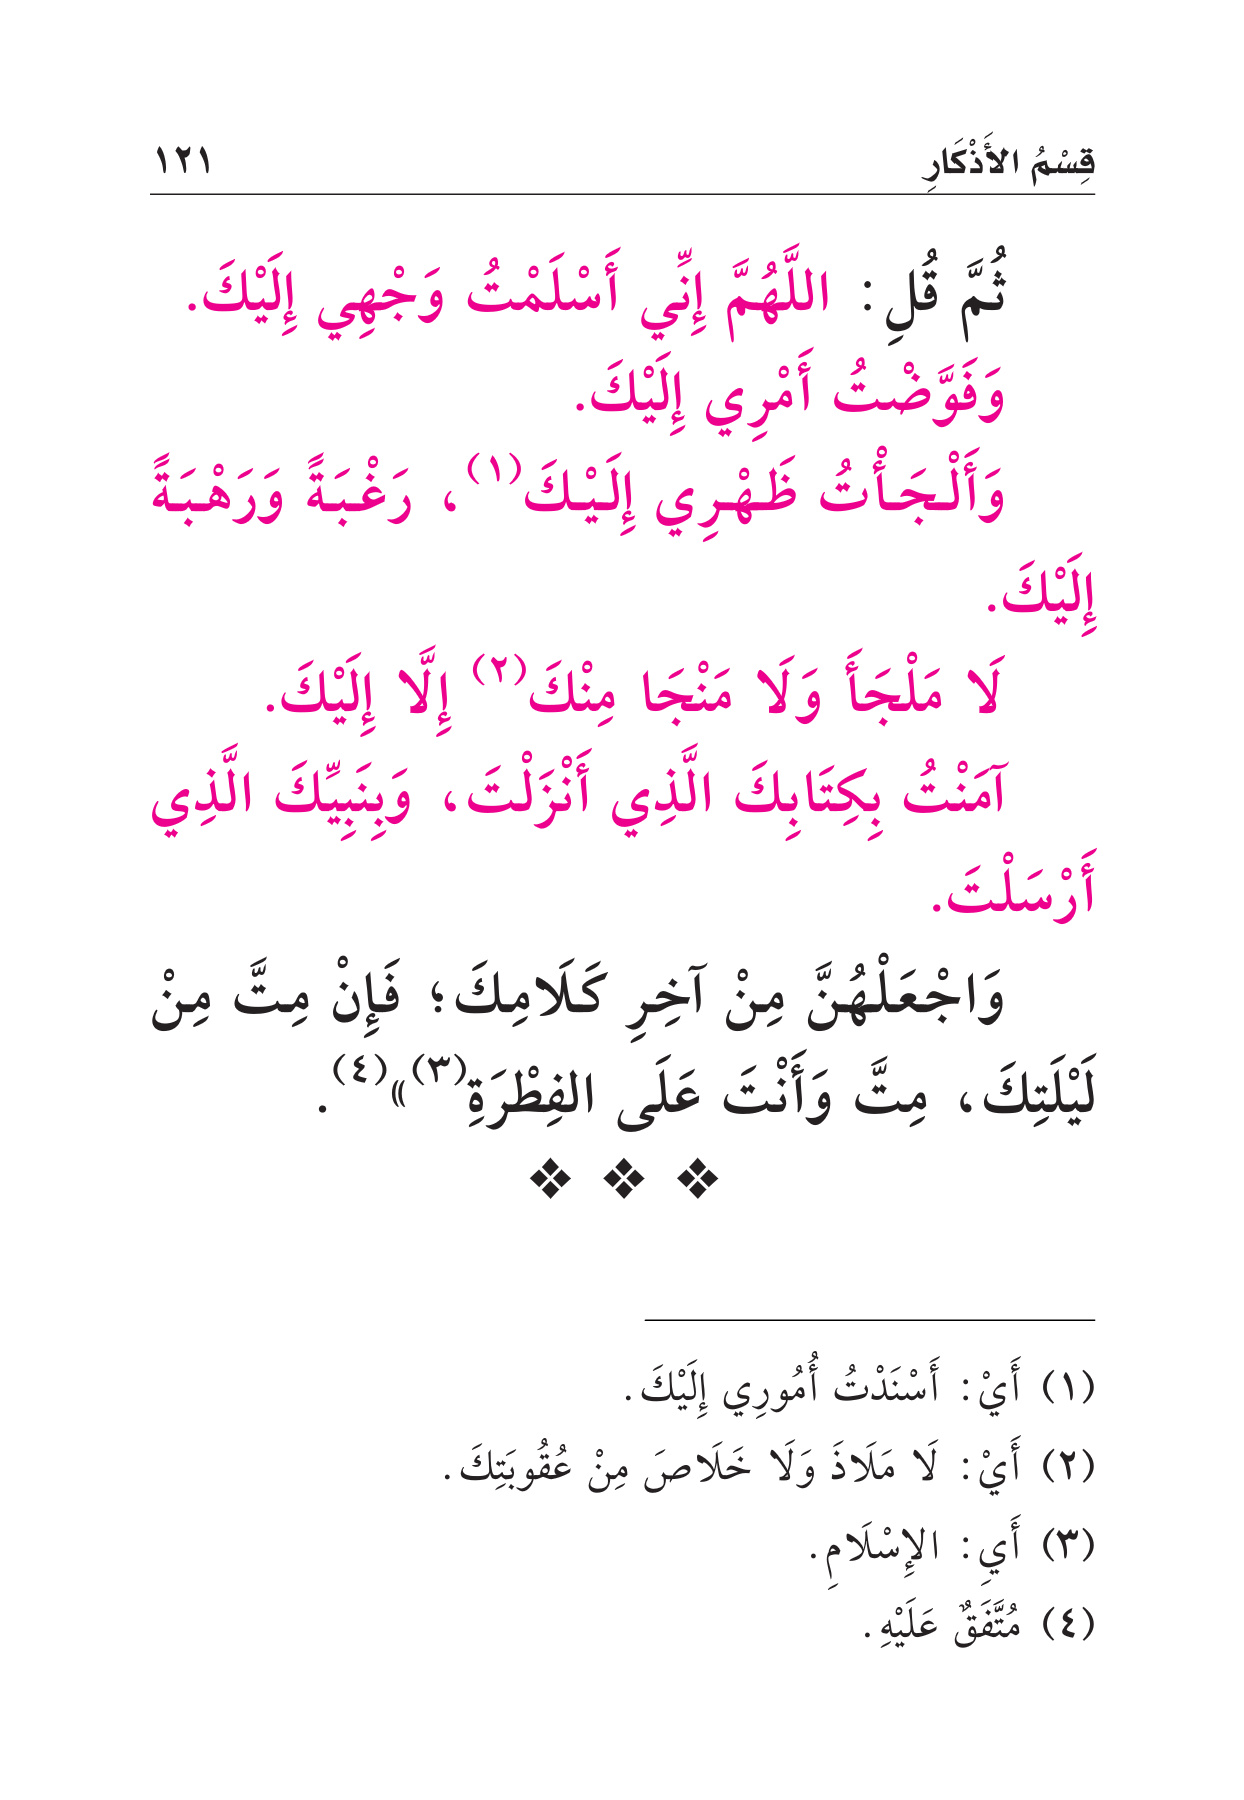 قِسْمُ الأَذْكَارِ ١٢١
ثُمَّ قُلِ: اللَّهُمَّ إِنِّي أَسْلَمْتُ وَجْهِي إِلَيْكَ.
وَفَوَّضْتُ أَمْرِي إِلَيْكَ.
وَأَلْجَأْتُ ظَهْرِي إِلَيْكَ(١)، رَغْبَةً وَرَهْبَةً
إِلَيْكَ.
لَا مَلْجَأَ وَلَا مَنْجَا مِنْكَ(٢) إِلَّا إِلَيْكَ.
آمَنْتُ بِكِتَابِكَ الَّذِي أَنْزَلْتَ، وَبِنَبِيِّكَ الَّذِي
أَرْسَلْتَ.
وَاجْعَلْهُنَّ مِنْ آخِرِ كَلَامِكَ؛ فَإِنْ مِتَّ مِنْ
لَيْلَتِكَ، مِتَّ وَأَنْتَ عَلَى الفِطْرَةِ(٣)»(٤).
(١) أَيْ: أَسْنَدْتُ أُمُورِي إِلَيْكَ.
(٢) أَيْ: لَا مَلَاذَ وَلَا خَلَاصَ مِنْ عُقُوبَتِكَ.
(٣) أَيِ: الإِسْلَامِ.
(٤) مُتَّفَقٌ عَلَيْهِ.